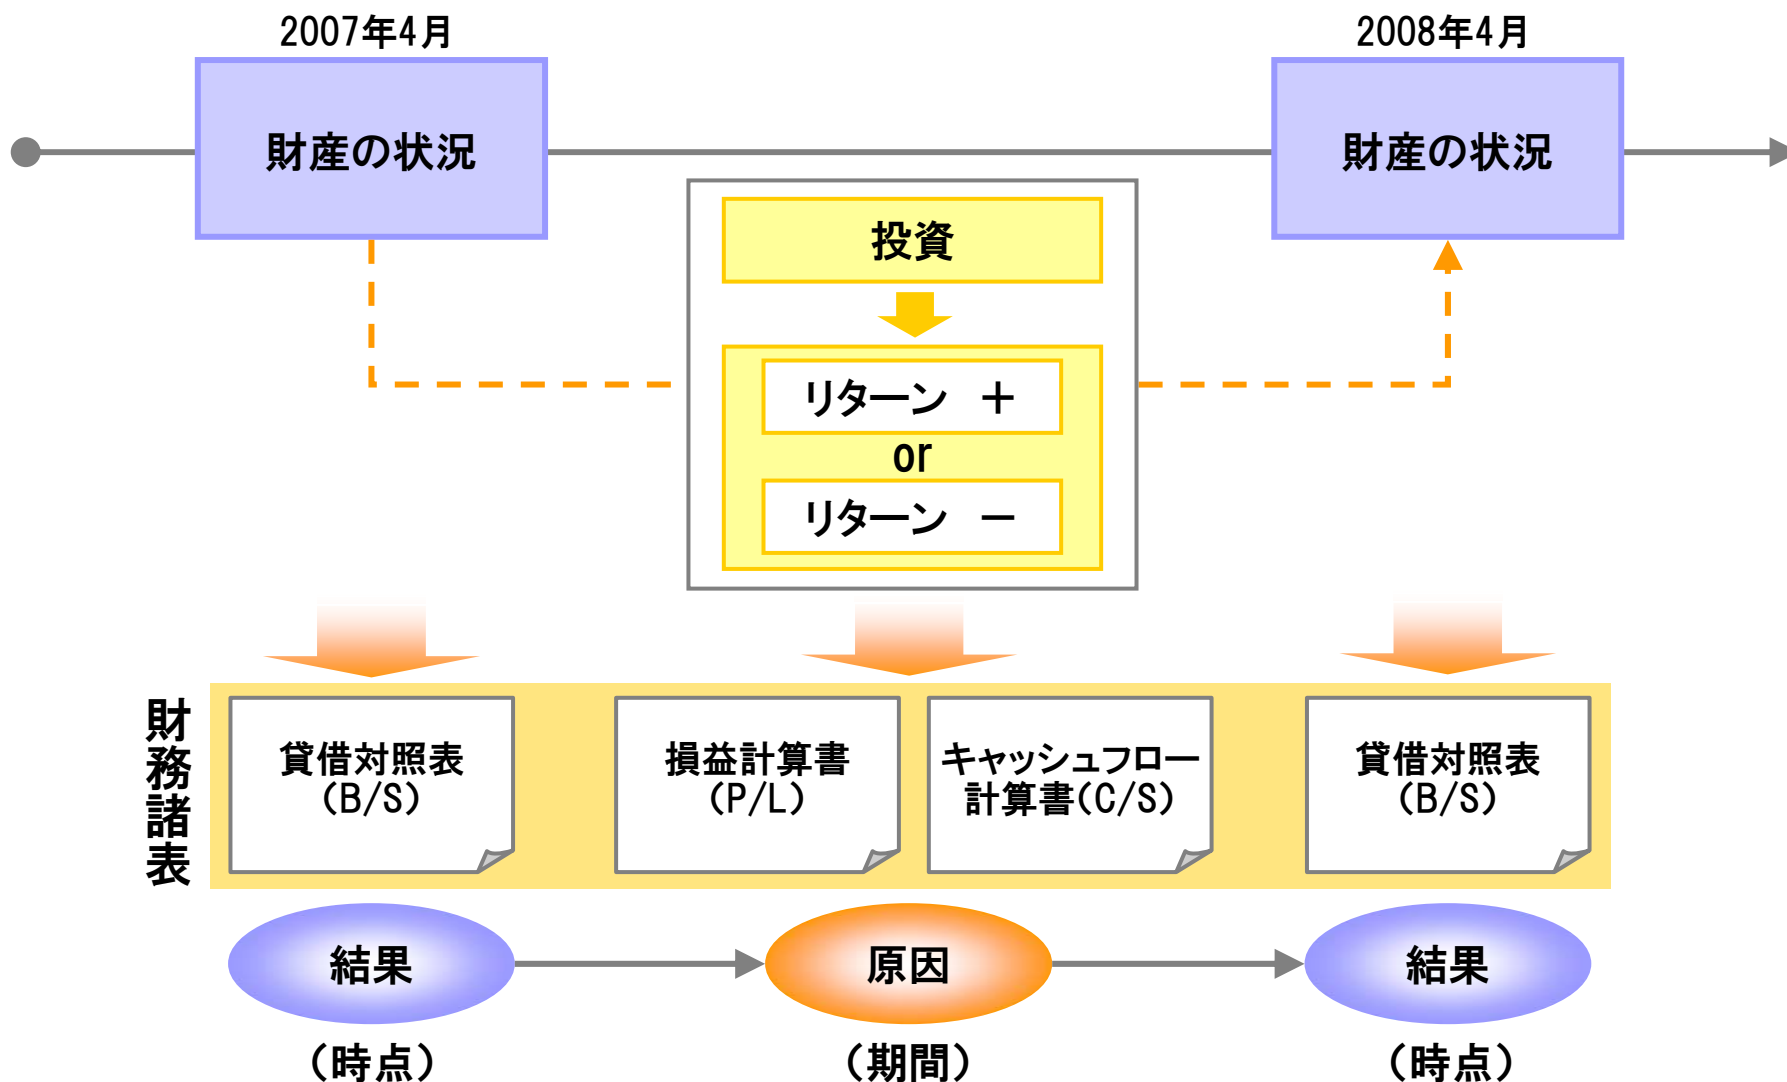 2007年4月
2008年4月
財産の状況
財産の状況
投資
リターン ＋
or
リターン －
財務諸表
貸借対照表
（B/S）
損益計算書
（P/L）
キャッシュフロー
計算書（C/S）
貸借対照表
（B/S）
結果
原因
結果
（時点）
（期間）
（時点）